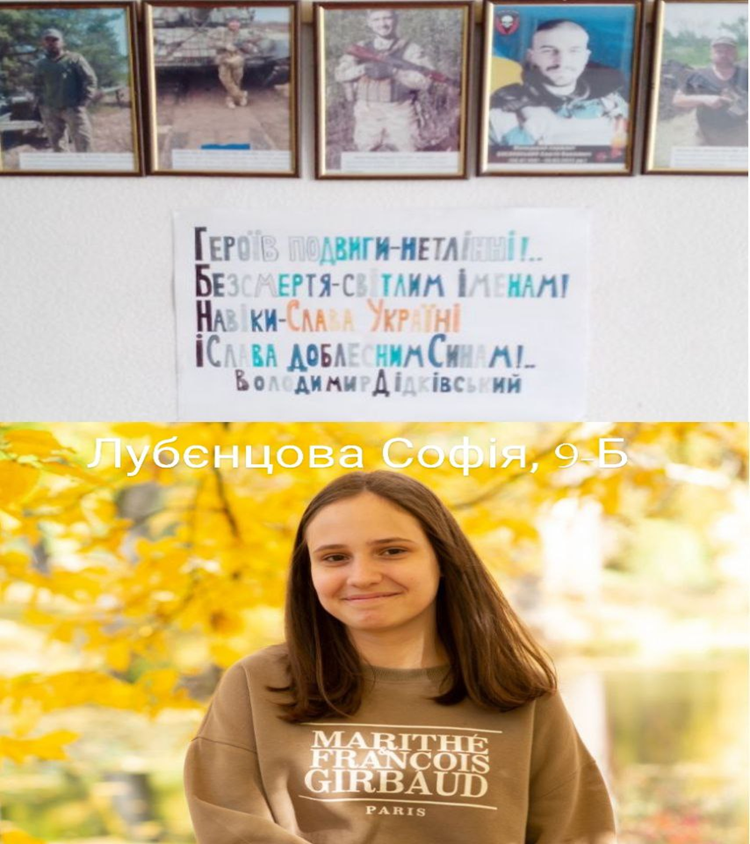 Героїв подвиги-нетлінні!..
Безсмертя-світлим іменам!
Навіки-Слава Україні
і Слава доблесним Синам!..
Володимир Дідківський
Лубєнцова Софія, 9-Б
MARITHÉ
&
FRANCOIS
GIRBAUD
PARIS